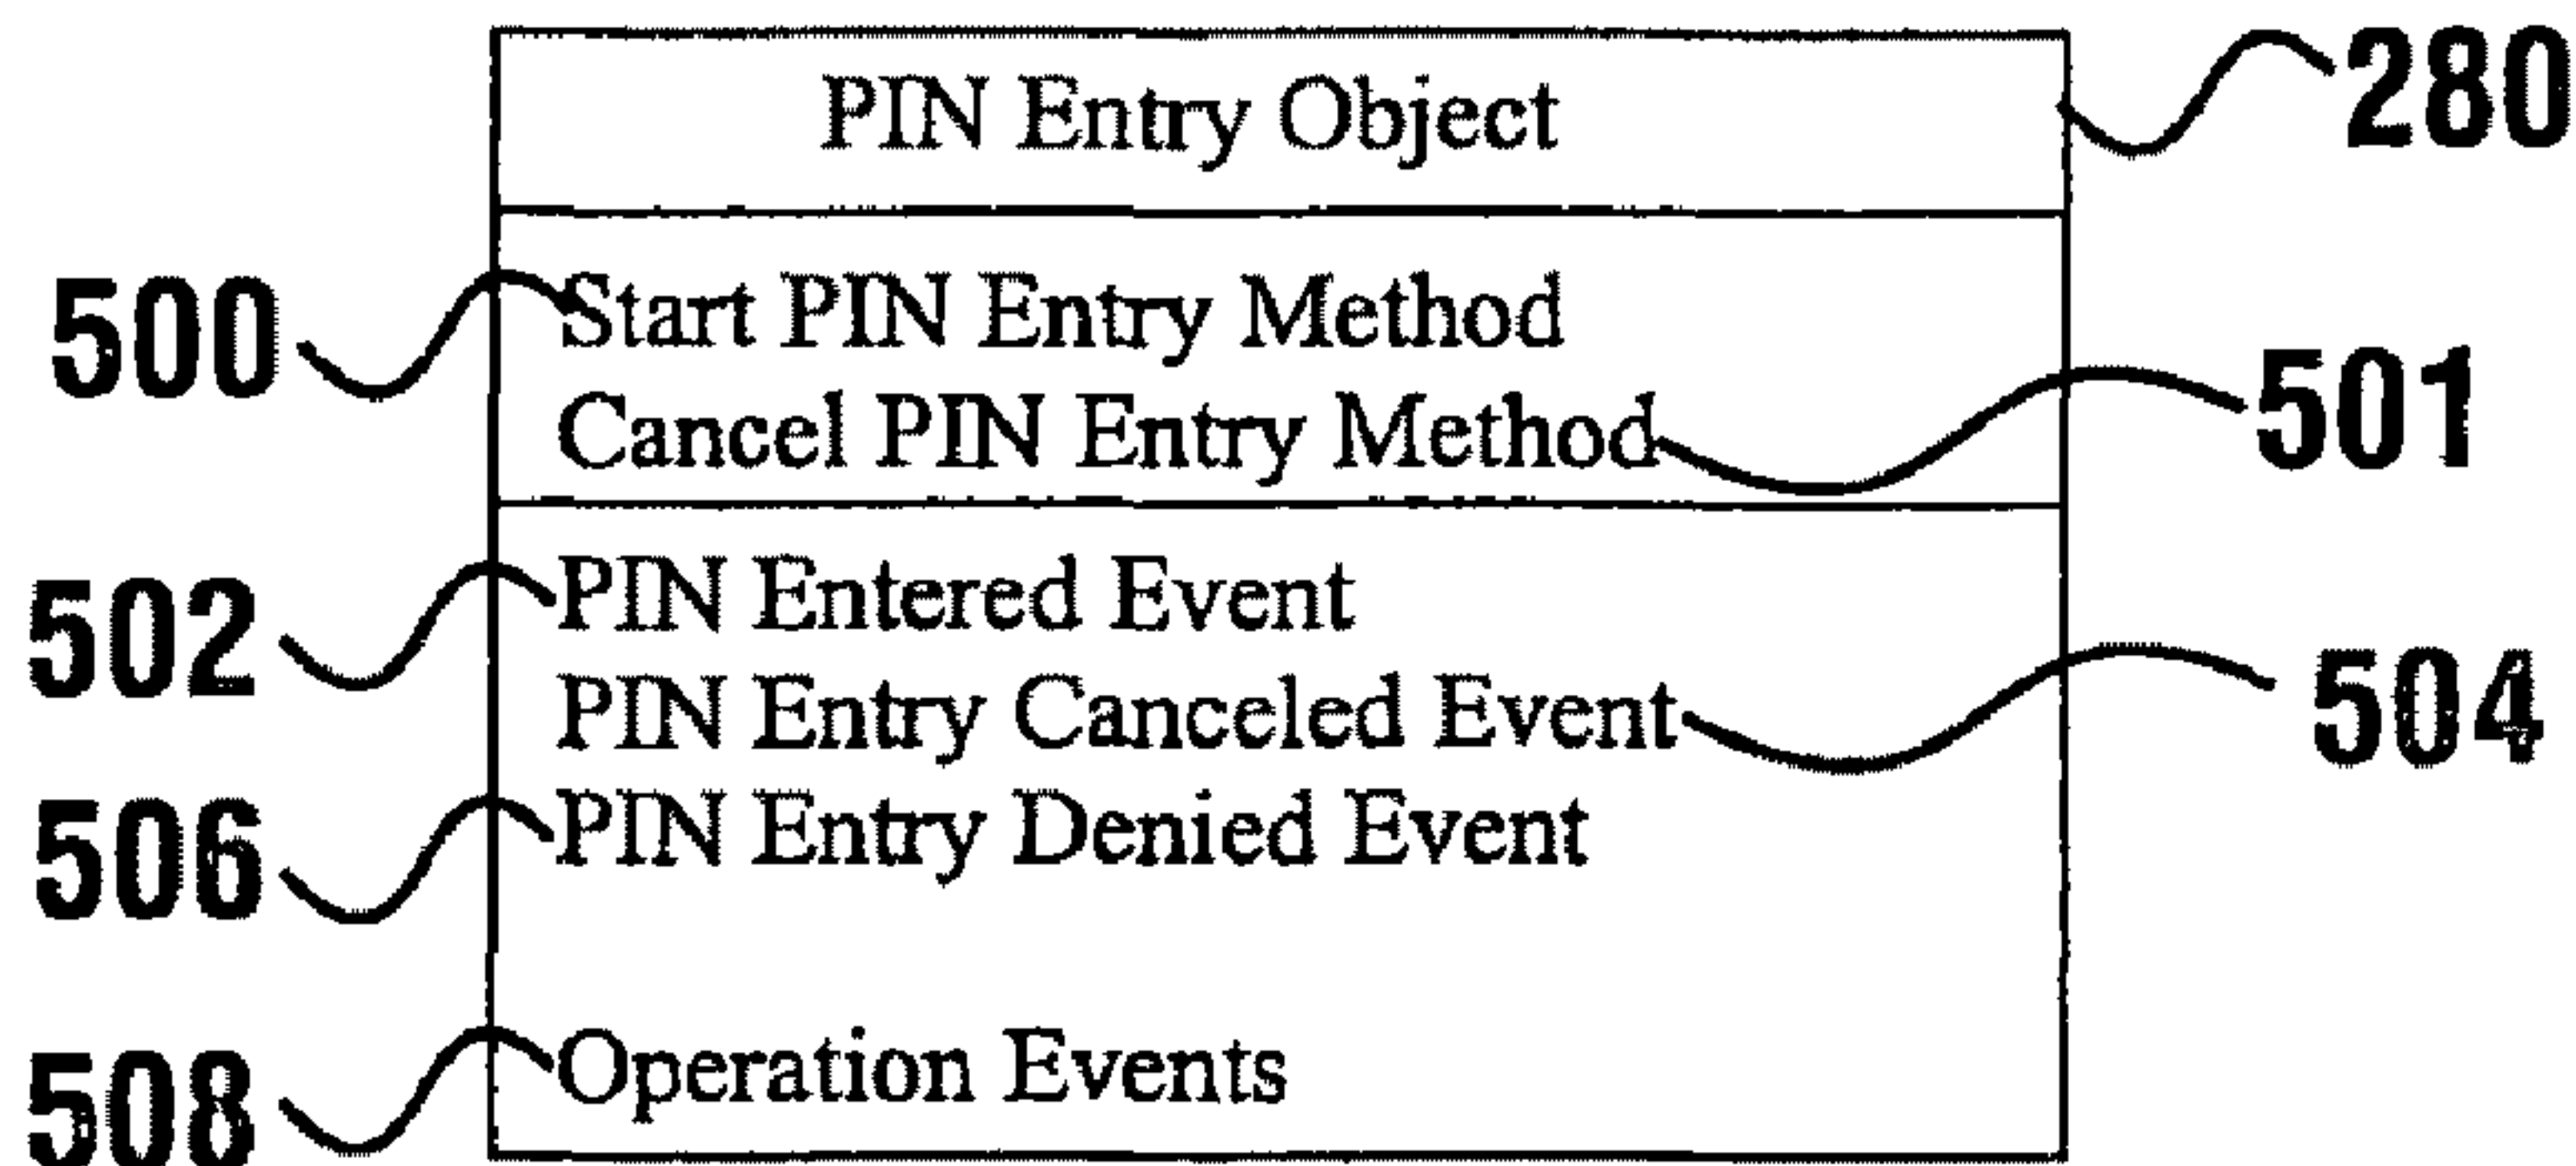 PIN Entry Object 280
500 Start PIN Entry Method
Cancel PIN Entry Method 501
502 PIN Entered Event
PIN Entry Canceled Event 504
506 PIN Entry Denied Event
508 Operation Events